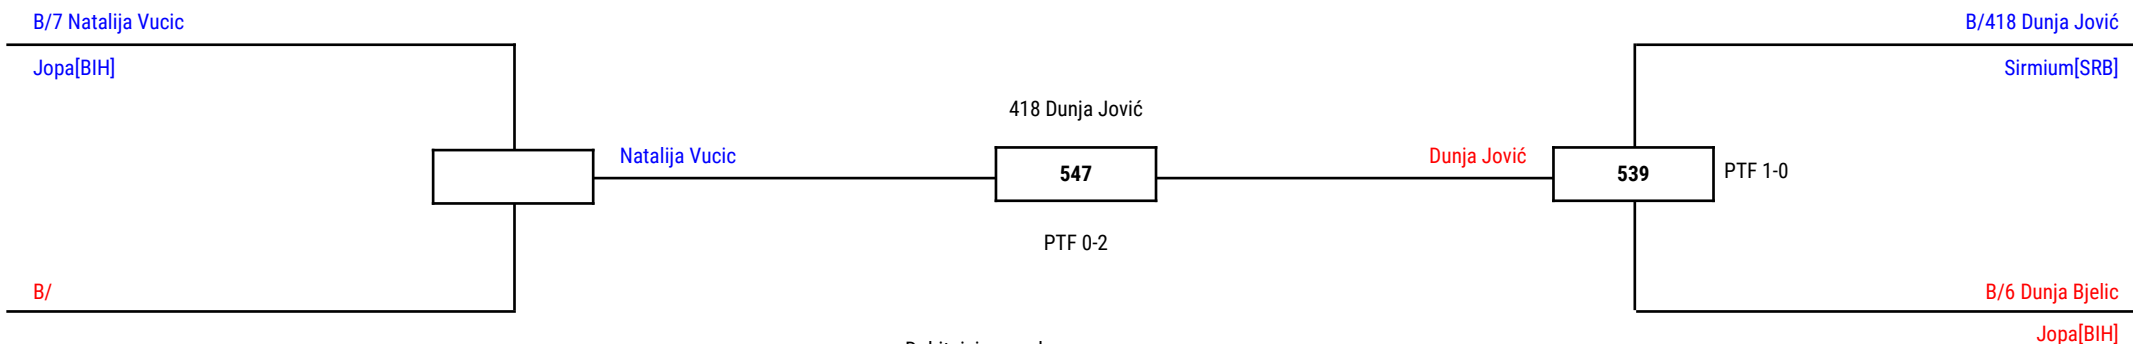 B/7 Natalija Vucic
B/418 Dunja Jović
Jopa[BIH]
Sirmium[SRB]
418 Dunja Jović
Natalija Vucic
547
Dunja Jović
539
PTF 1-0
PTF 0-2
B/
B/6 Dunja Bjelic
Jopa[BIH]